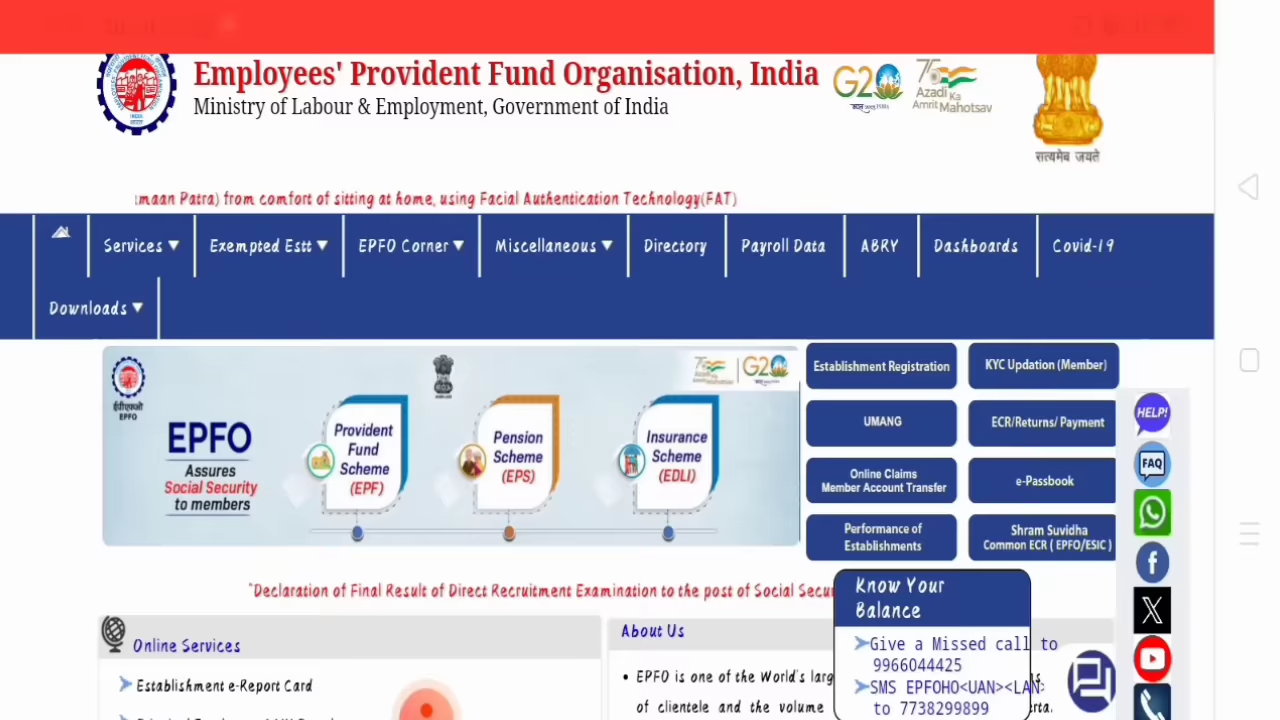 Employees' Provident Fund Organisation, India
Ministry of Labour & Employment, Government of India
G20
75
Azadi Ka
Amrit Mahotsav
सत्यमेव जयते
maan Patra) from comfort of sitting at home, using Facial Authentication Technology(FAT)
Services ▼ Exempted Estt ▼ EPFO Corner ▼ Miscellaneous ▼ Directory Payroll Data ABRY Dashboards Covid-19
Downloads ▼
ईपीएफओ
EPFO
EPFO
Assures
Social Security
to members
Provident
Fund
Scheme
(EPF)
Pension
Scheme
(EPS)
Insurance
Scheme
(EDLI)
G20
Establishment Registration
KYC Updation (Member)
UMANG
ECR/Returns/ Payment
Online Claims
Member Account Transfer
e-Passbook
Performance of
Establishments
Shram Suvidha
Common ECR ( EPFO/ESIC )
HELP!
FAQ
"Declaration of Final Result of Direct Recruitment Examination to the post of Social Secu
Know Your
Balance
➢Give a Missed call to
9966044425
➢SMS EPFOHO<UAN><LAN>
to 7738299899
Online Services
Establishment e-Report Card
About Us
• EPFO is one of the World's larg
of clientele and the volume